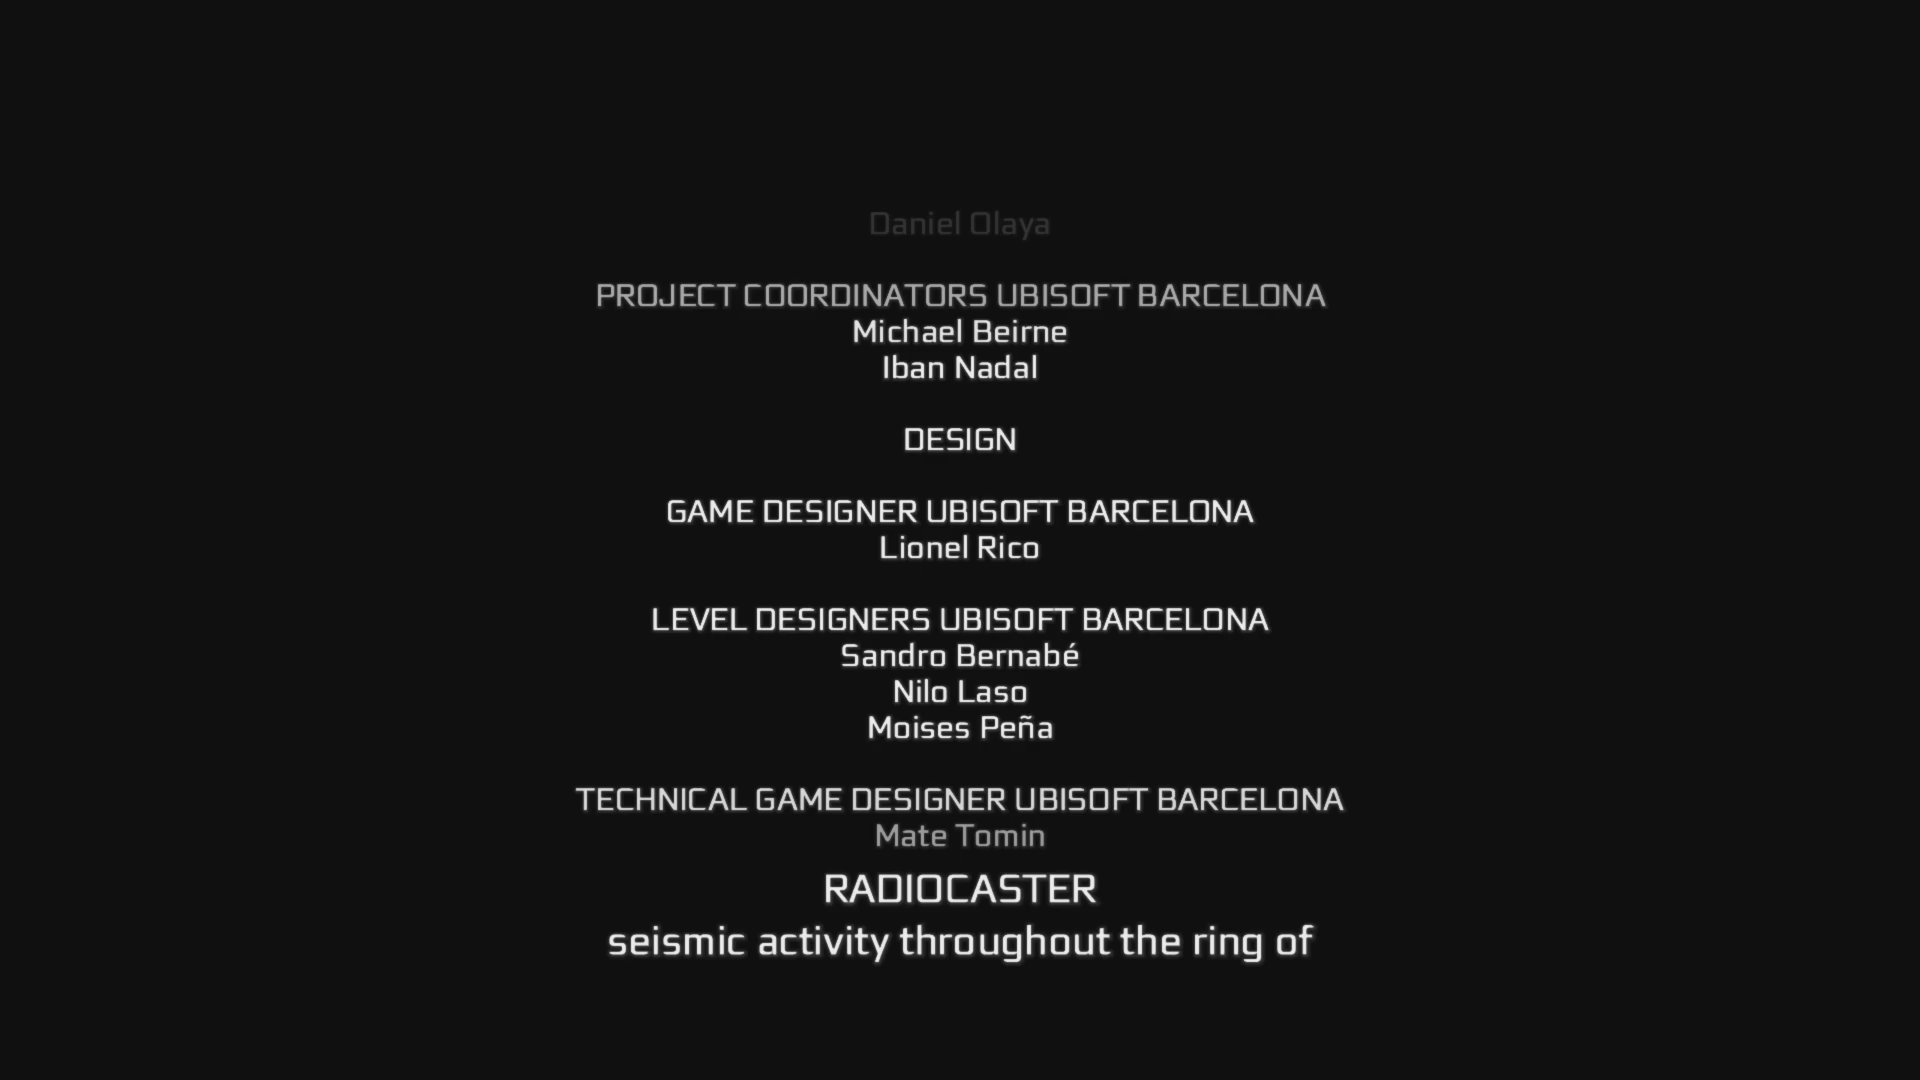 Daniel Olaya
PROJECT COORDINATORS UBISOFT BARCELONA
Michael Beirne
Iban Nadal
DESIGN
GAME DESIGNER UBISOFT BARCELONA
Lionel Rico
LEVEL DESIGNERS UBISOFT BARCELONA
Sandro Bernabé
Nilo Laso
Moises Peña
TECHNICAL GAME DESIGNER UBISOFT BARCELONA
Mate Tomin
RADIOCASTER
seismic activity throughout the ring of